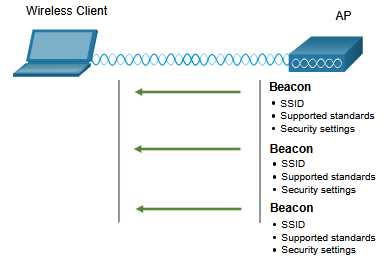 Wireless Client
AP
Beacon
• SSID
• Supported standards
• Security settings
Beacon
• SSID
• Supported standards
• Security settings
Beacon
• SSID
• Supported standards
• Security settings